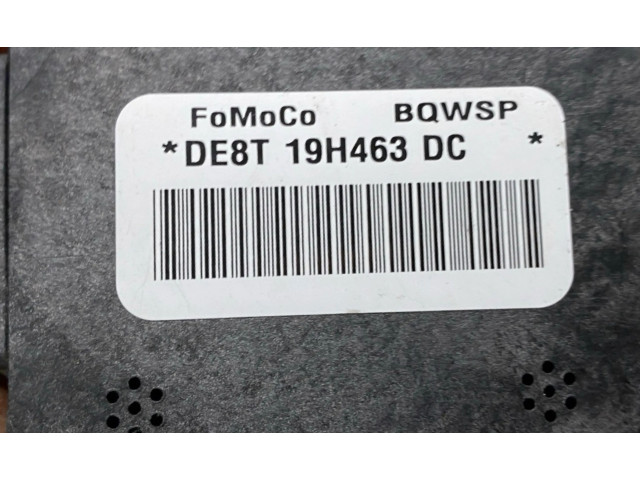 FoMoCo BQWSP
*DE8T 19H463 DC *